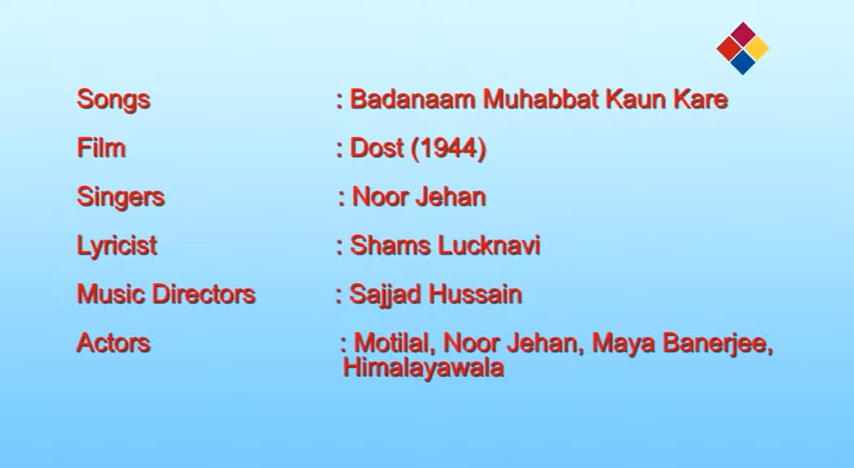 Songs : Badanaam Muhabbat Kaun Kare
Film : Dost (1944)
Singers : Noor Jehan
Lyricist : Shams Lucknavi
Music Directors : Sajjad Hussain
Actors : Motilal, Noor Jehan, Maya Banerjee,
Himalayawala